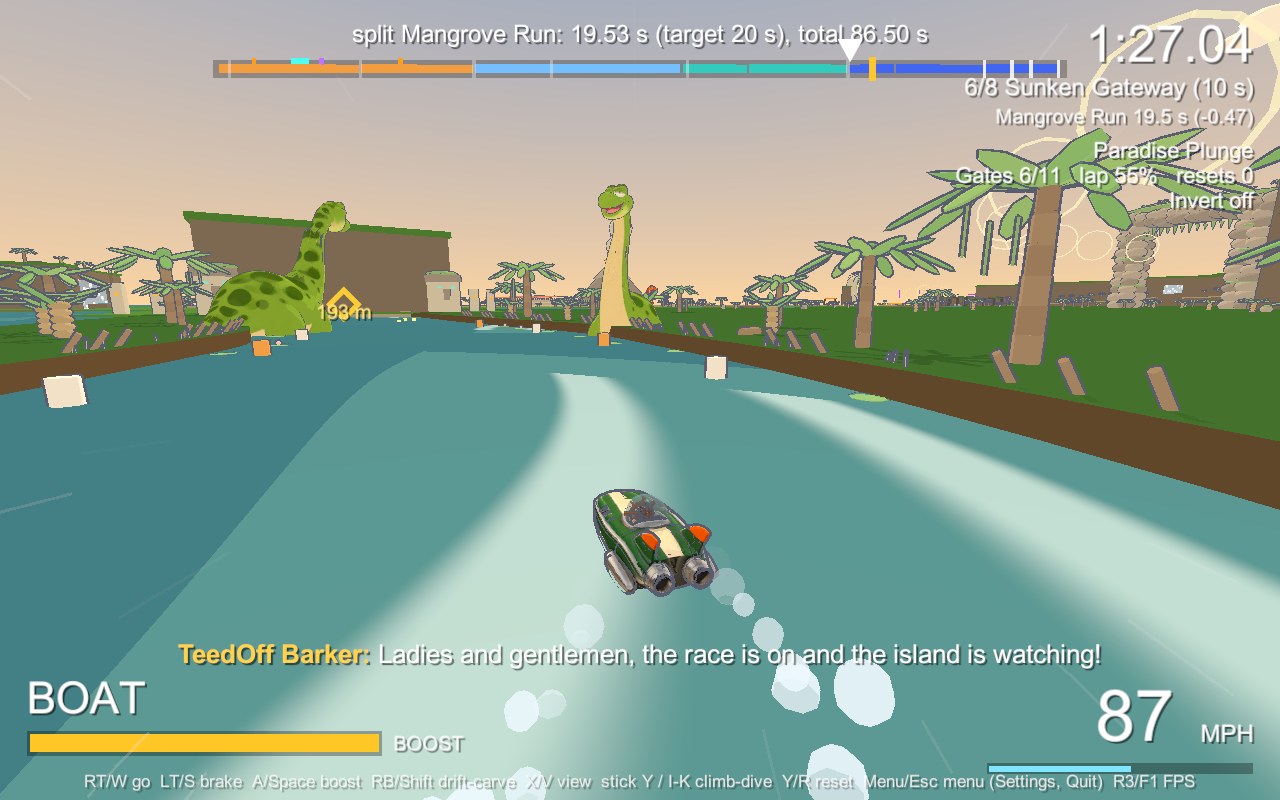 split Mangrove Run: 19.53 s (target 20 s), total 86.50 s
1:27.04
6/8 Sunken Gateway (10 s)
Mangrove Run 19.5 s (-0.47)
Paradise Plunge
Gates 6/11 lap 55% resets 0
Invert off
193 m
TeedOff Barker: Ladies and gentlemen, the race is on and the island is watching!
BOAT
BOOST
87 MPH
RT/W go LT/S brake A/Space boost RB/Shift drift-carve X/V view stick Y / I-K climb-dive Y/R reset Menu/Esc menu (Settings, Quit) R3/F1 FPS